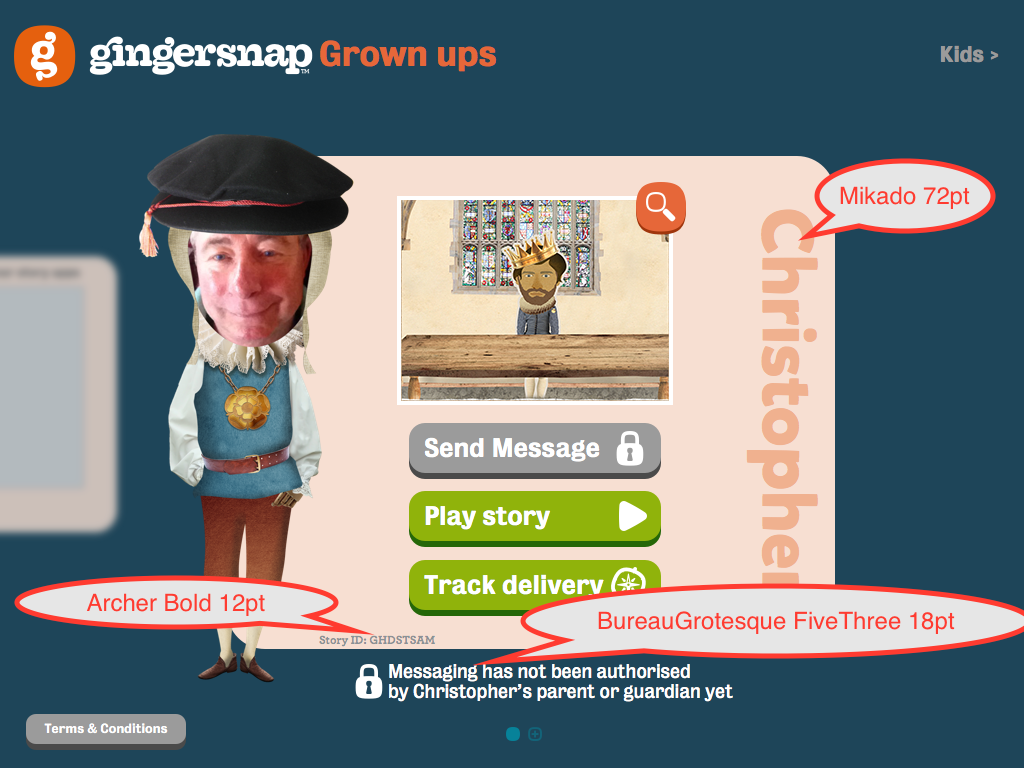 g gingersnap™ Grown ups
Kids >
Mikado 72pt
Christopher
Send Message
Play story
Track delivery
Archer Bold 12pt
BureauGrotesque FiveThree 18pt
Story ID: GHDSTSAM
Messaging has not been authorised
by Christopher's parent or guardian yet
Terms & Conditions